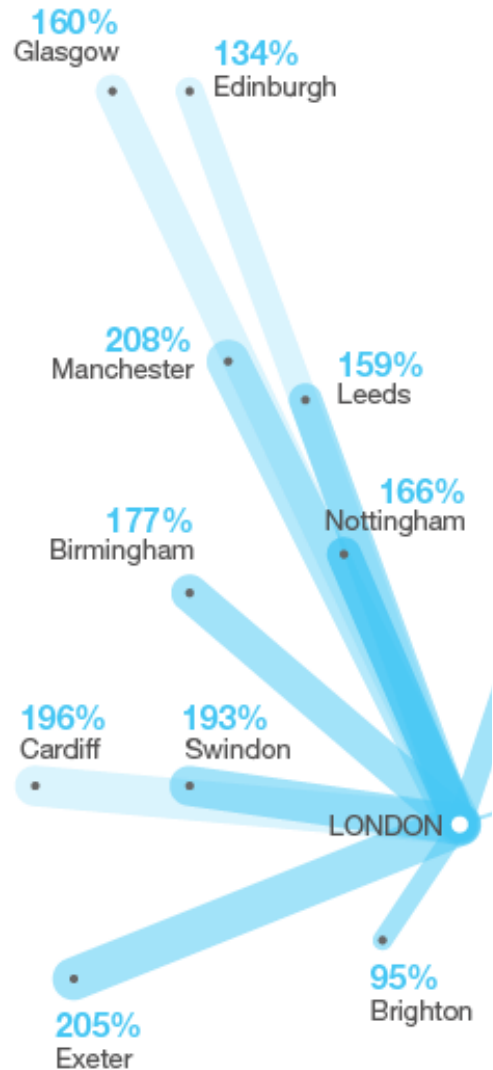 160%
Glasgow
134%
Edinburgh
208%
Manchester
159%
Leeds
166%
Nottingham
177%
Birmingham
196%
Cardiff
193%
Swindon
LONDON
95%
Brighton
205%
Exeter